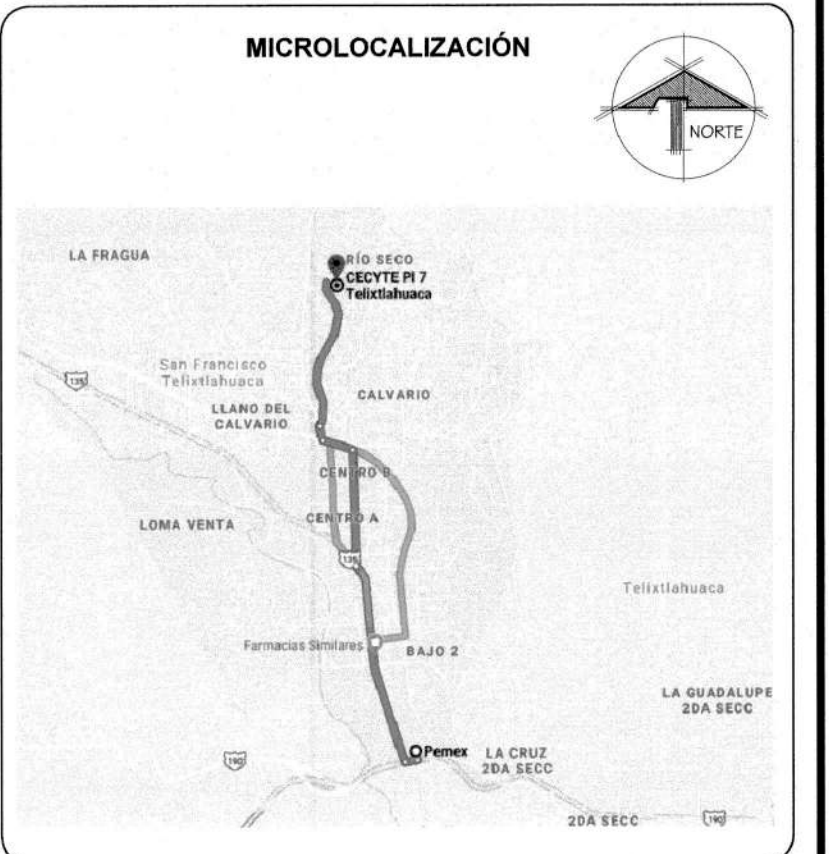 MICROLOCALIZACIÓN
NORTE
LA FRAGUA
RÍO SECO
CECYTE Pl 7
Telixtlahuaca
San Francisco
Telixtlahuaca
135
CALVARIO
LLANO DEL
CALVARIO
CENTRO B
LOMA VENTA
CENTRO A
135
Telixtlahuaca
Farmacias Similares
BAJO 2
LA GUADALUPE
2DA SECC
Pemex
LA CRUZ
2DA SECC
190
2DA SECC
190